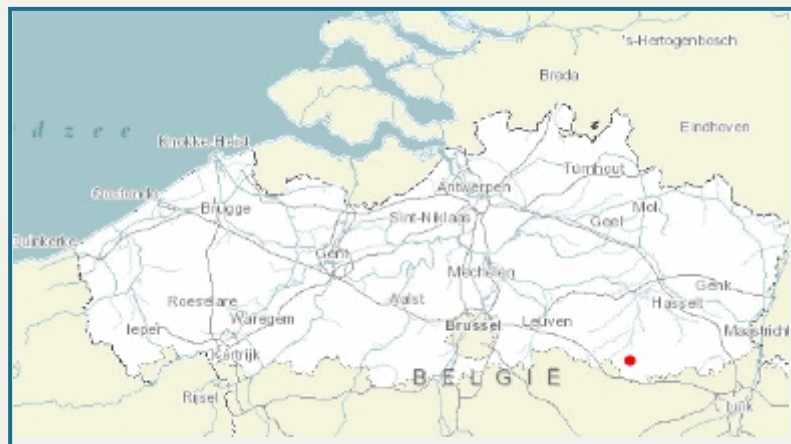 's-Hertogenbosch
Breda
Eindhoven
d z e e
Knokke-Heist
Turnhout
Antwerpen
Oostende
Brugge
Sint-Niklaas
Geel
Mol
Duinkerke
Gent
Mechelen
Genk
Roeselare
Aalst
Hasselt
Waregem
Brussel
Leuven
Ieper
Maastricht
Kortrijk
BELGIË
Rijsel
Luik